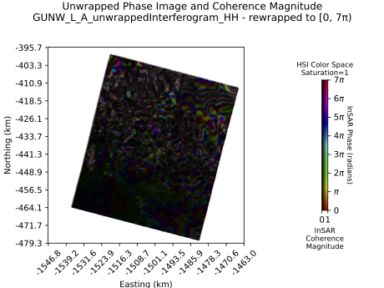 Unwrapped Phase Image and Coherence Magnitude
GUNW_L_A_unwrappedInterferogram_HH - rewrapped to [0, 7π)
HSI Color Space
Saturation=1
-395.7
-403.3
-410.9
-418.5
-426.1
-433.7
-441.3
-448.9
-456.5
-464.1
-471.7
-479.3
Northing (km)
-1546.8
-1539.2
-1531.6
-1523.9
-1516.3
-1508.7
-1501.1
-1493.5
-1485.9
-1478.3
-1470.6
-1463.0
Easting (km)
7π
6π
5π
4π
3π
2π
π
0
InSAR Phase (radians)
0 1
InSAR
Coherence
Magnitude